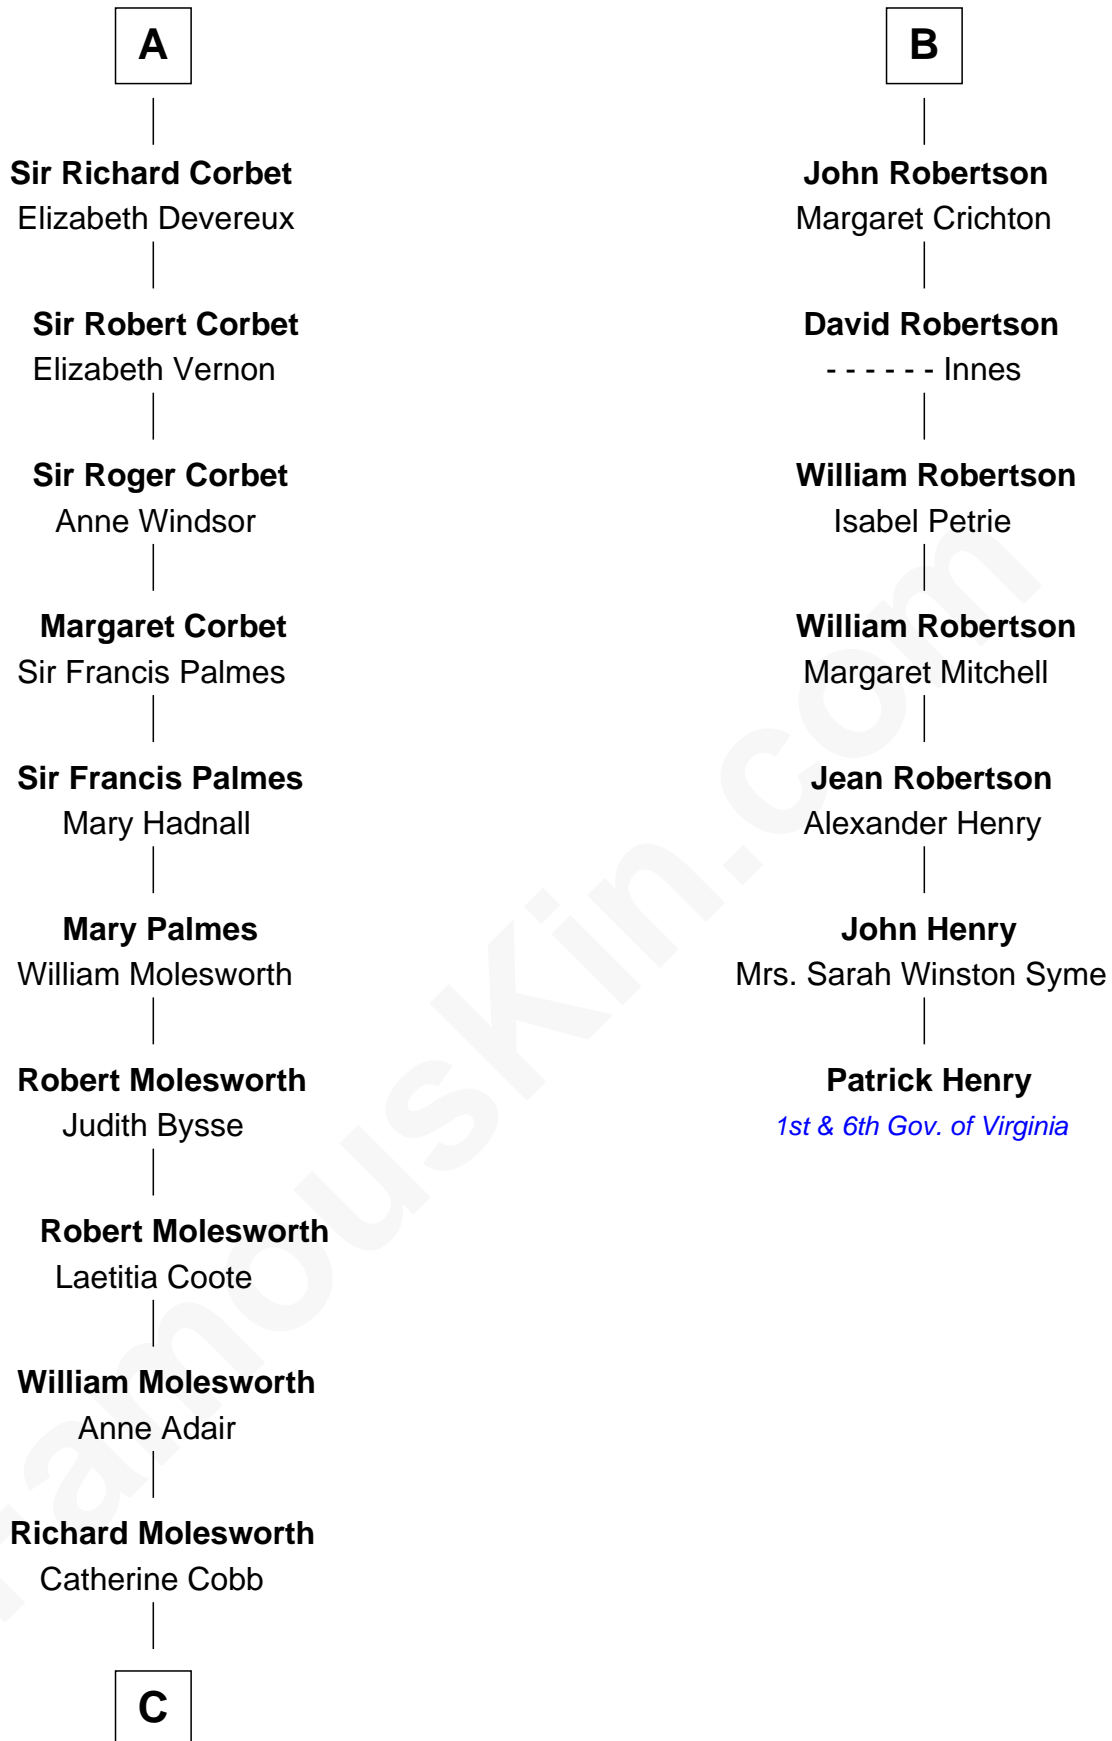 A
Sir Richard Corbet
Elizabeth Devereux
Sir Robert Corbet
Elizabeth Vernon
Sir Roger Corbet
Anne Windsor
Margaret Corbet
Sir Francis Palmes
Sir Francis Palmes
Mary Hadnall
Mary Palmes
William Molesworth
Robert Molesworth
Judith Bysse
Robert Molesworth
Laetitia Coote
William Molesworth
Anne Adair
Richard Molesworth
Catherine Cobb
C
B
John Robertson
Margaret Crichton
David Robertson
- - - - - - Innes
William Robertson
Isabel Petrie
William Robertson
Margaret Mitchell
Jean Robertson
Alexander Henry
John Henry
Mrs. Sarah Winston Syme
Patrick Henry
1st & 6th Gov. of Virginia
FamousKin.com